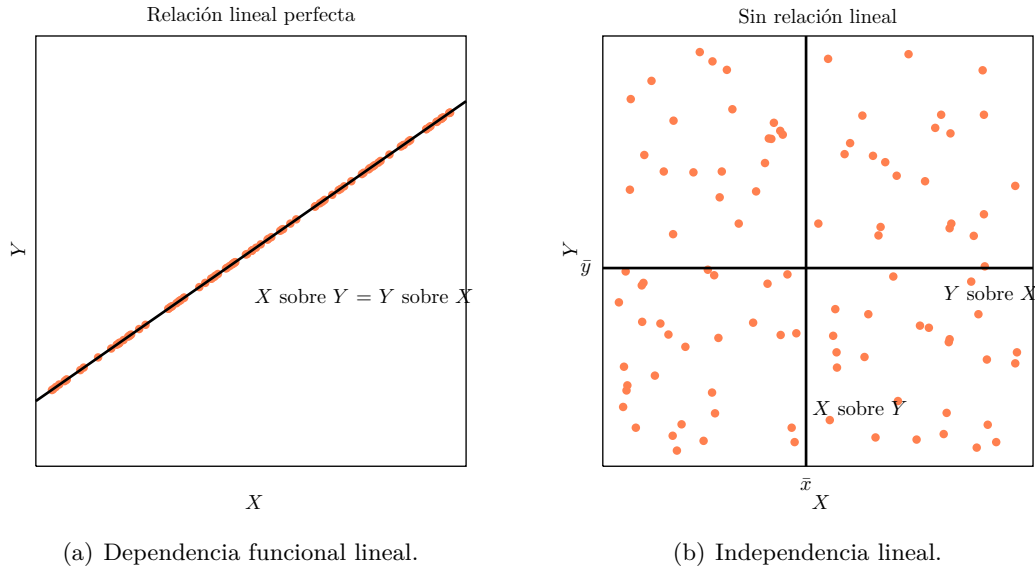 Relación lineal perfecta
Y
X sobre Y = Y sobre X
X
(a) Dependencia funcional lineal.
Sin relación lineal
Y
ȳ
Y sobre X
X sobre Y
x̄
X
(b) Independencia lineal.